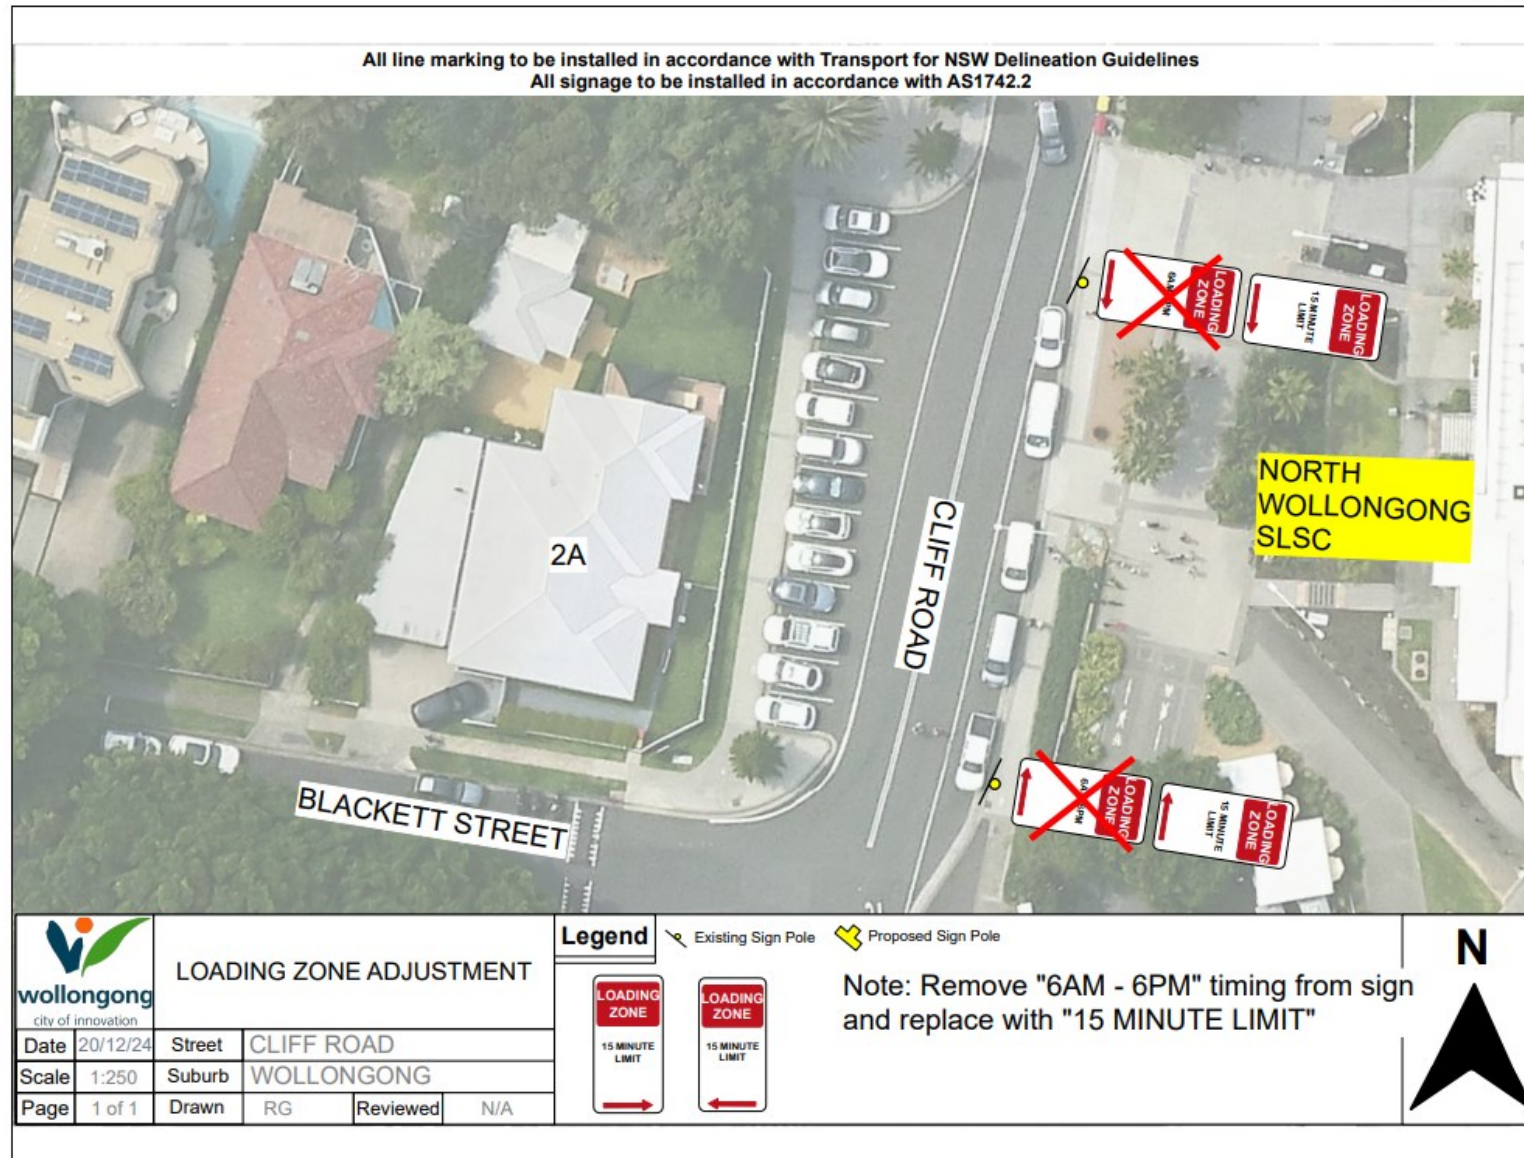 All line marking to be installed in accordance with Transport for NSW Delineation Guidelines
All signage to be installed in accordance with AS1742.2
LOADING
ZONE
LOADING
ZONE
15 MINUTE
LIMIT
NORTH
WOLLONGONG
SLSC
2A
CLIFF ROAD
LOADING
ZONE
LOADING
ZONE
15 MINUTE
LIMIT
BLACKETT STREET
wollongong
city of innovation
LOADING ZONE ADJUSTMENT
Date 20/12/24 Street CLIFF ROAD
Scale 1:250 Suburb WOLLONGONG
Page 1 of 1 Drawn RG Reviewed N/A
Legend Existing Sign Pole Proposed Sign Pole
LOADING
ZONE
15 MINUTE
LIMIT
LOADING
ZONE
15 MINUTE
LIMIT
Note: Remove "6AM - 6PM" timing from sign
and replace with "15 MINUTE LIMIT"
N